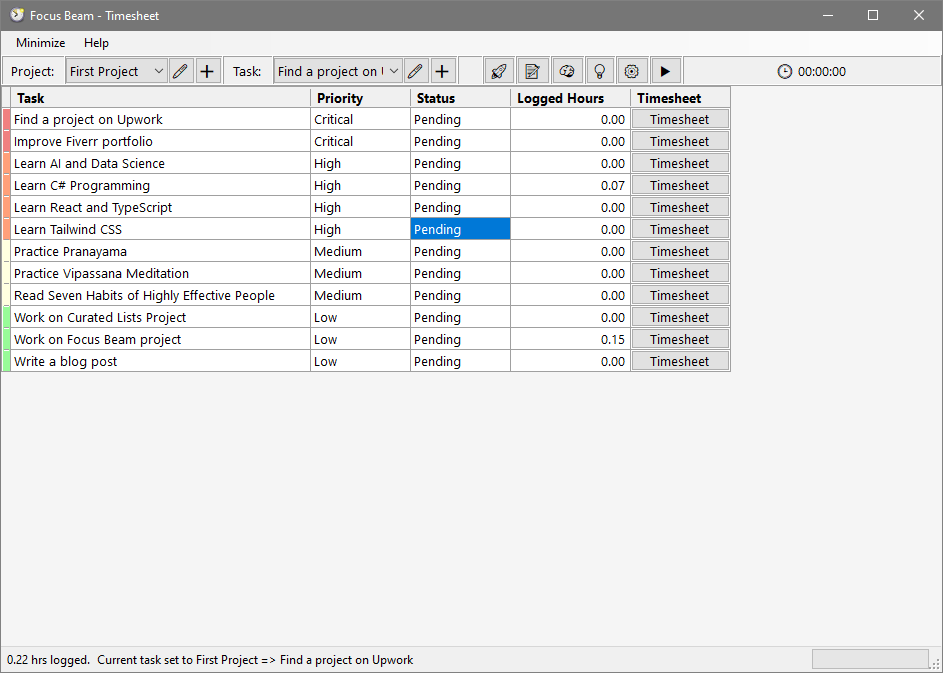 Focus Beam - Timesheet
Minimize Help
Project: First Project Task: Find a project on 00:00:00
Task Priority Status Logged Hours Timesheet
Find a project on Upwork Critical Pending 0.00 Timesheet
Improve Fiverr portfolio Critical Pending 0.00 Timesheet
Learn AI and Data Science High Pending 0.00 Timesheet
Learn C# Programming High Pending 0.07 Timesheet
Learn React and TypeScript High Pending 0.00 Timesheet
Learn Tailwind CSS High Pending 0.00 Timesheet
Practice Pranayama Medium Pending 0.00 Timesheet
Practice Vipassana Meditation Medium Pending 0.00 Timesheet
Read Seven Habits of Highly Effective People Medium Pending 0.00 Timesheet
Work on Curated Lists Project Low Pending 0.00 Timesheet
Work on Focus Beam project Low Pending 0.15 Timesheet
Write a blog post Low Pending 0.00 Timesheet
0.22 hrs logged. Current task set to First Project => Find a project on Upwork